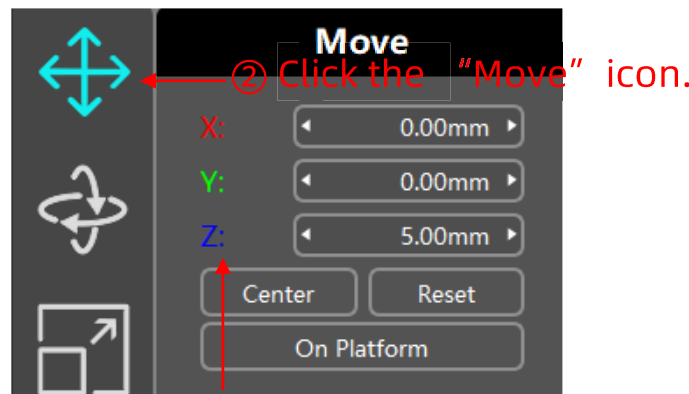 Move
② Click the “Move” icon.
X: 0.00mm
Y: 0.00mm
Z: 5.00mm
Center Reset
On Platform